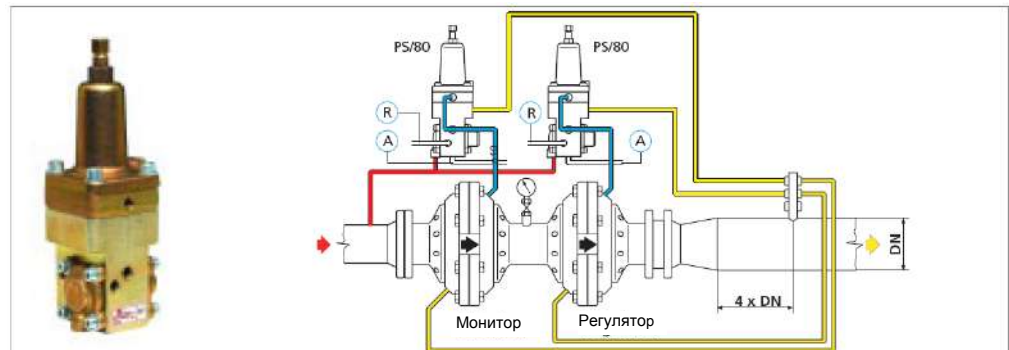 PS/80
PS/80
R
R
A
A
Монитор
Регулятор
4 x DN
DN